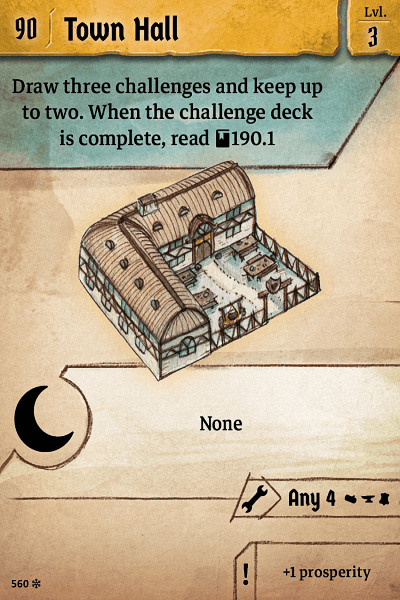 90 Town Hall
Lvl.
3
Draw three challenges and keep up
to two. When the challenge deck
is complete, read 190.1
None
Any 4
! +1 prosperity
560